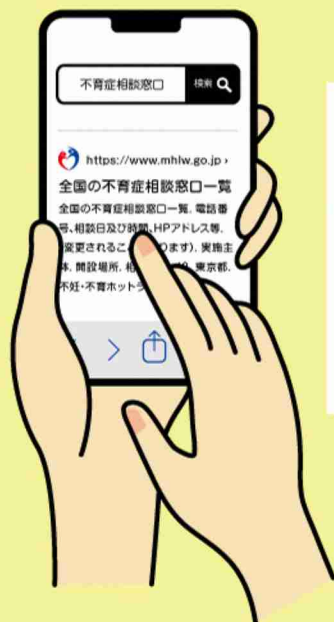 不育症相談窓口 検索
https://www.mhlw.go.jp ›
全国の不育症相談窓口一覧
全国の不育症相談窓口一覧. 電話番
号、相談日及び時間、HPアドレス等.
変更されるこ ります). 実施主
体. 開設場所. 相 東京都.
不妊・不育ホットラ